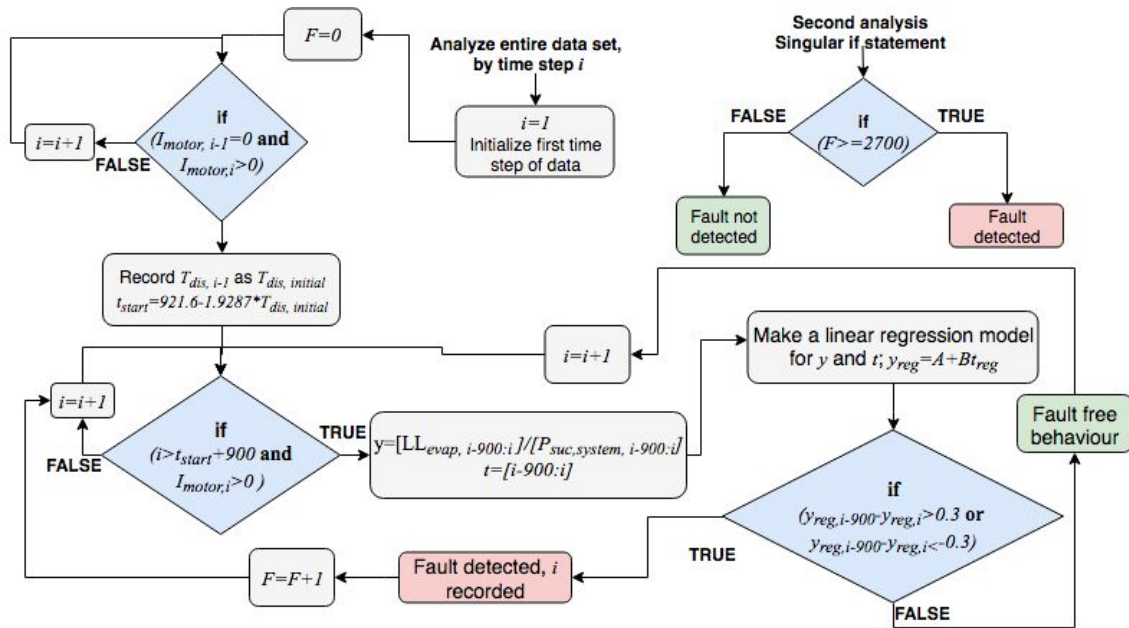 F=0
Analyze entire data set,
by time step i
i=1
Initialize first time
step of data
if
(I_motor, i-1=0 and
I_motor,i>0)
FALSE
i=i+1
Second analysis
Singular if statement
FALSE
TRUE
if
(F>=2700)
Fault not
detected
Fault
detected
Record T_dis, i-1 as T_dis, initial
t_start=921.6-1.9287*T_dis, initial
i=i+1
i=i+1
if
(i>t_start+900 and
I_motor,i>0 )
FALSE
TRUE
y=[LL_evap, i-900:i]/[P_suc,system, i-900:i]
t=[i-900:i]
Make a linear regression model
for y and t; y_reg=A+Bt_reg
Fault free
behaviour
if
(y_reg,i-900-y_reg,i>0.3 or
y_reg,i-900-y_reg,i<-0.3)
TRUE
FALSE
Fault detected, i
recorded
F=F+1